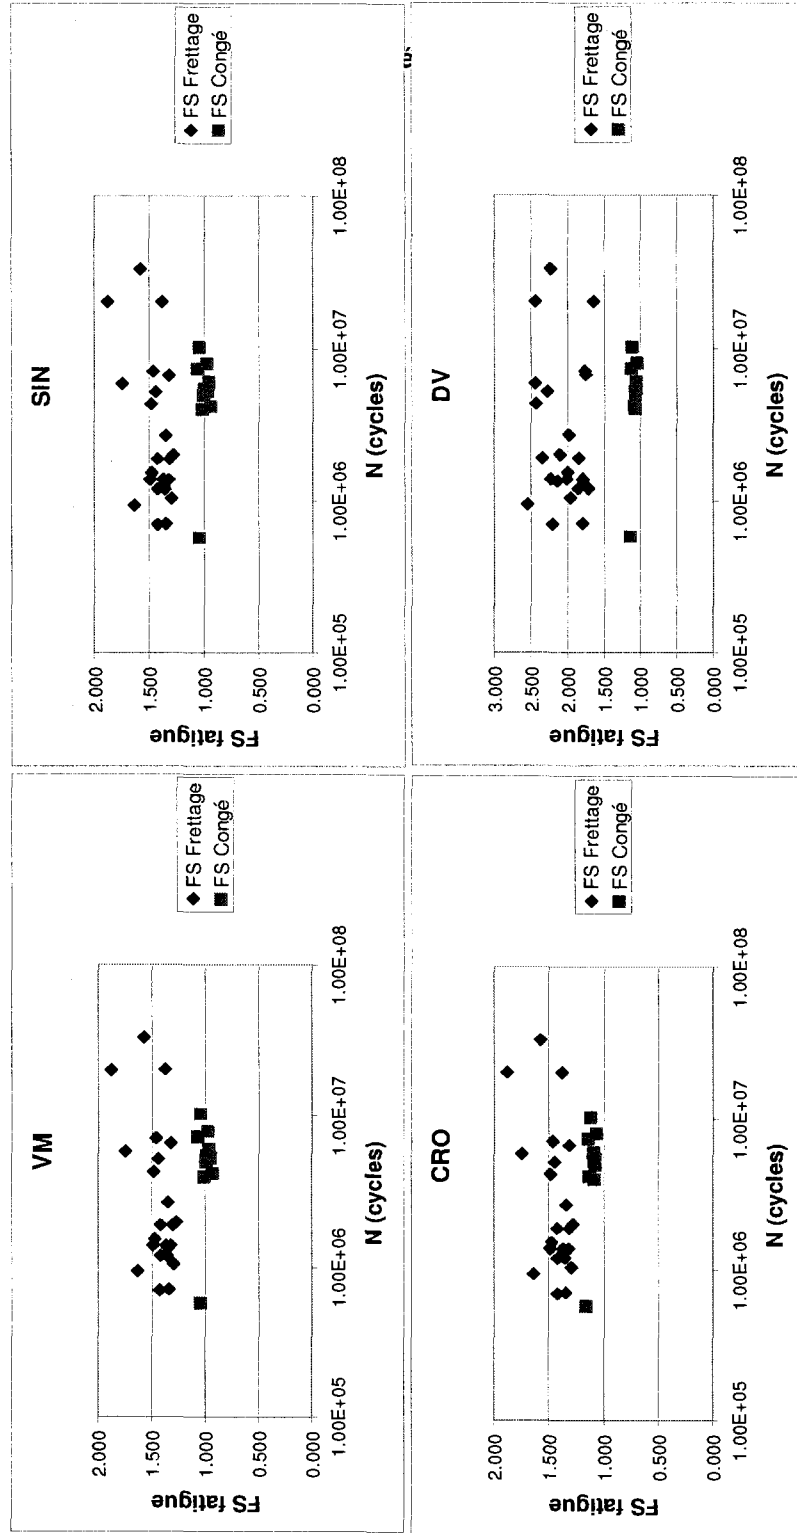 VM
FS fatigue
2.000
1.500
1.000
0.500
0.000
1.00E+05
1.00E+06
1.00E+07
1.00E+08
N (cycles)
FS Frettage
FS Congé
SIN
FS fatigue
2.000
1.500
1.000
0.500
0.000
1.00E+05
1.00E+06
1.00E+07
1.00E+08
N (cycles)
FS Frettage
FS Congé
CRO
FS fatigue
2.000
1.500
1.000
0.500
0.000
1.00E+05
1.00E+06
1.00E+07
1.00E+08
N (cycles)
FS Frettage
FS Congé
DV
FS fatigue
3.000
2.500
2.000
1.500
1.000
0.500
0.000
1.00E+05
1.00E+06
1.00E+07
1.00E+08
N (cycles)
FS Frettage
FS Congé